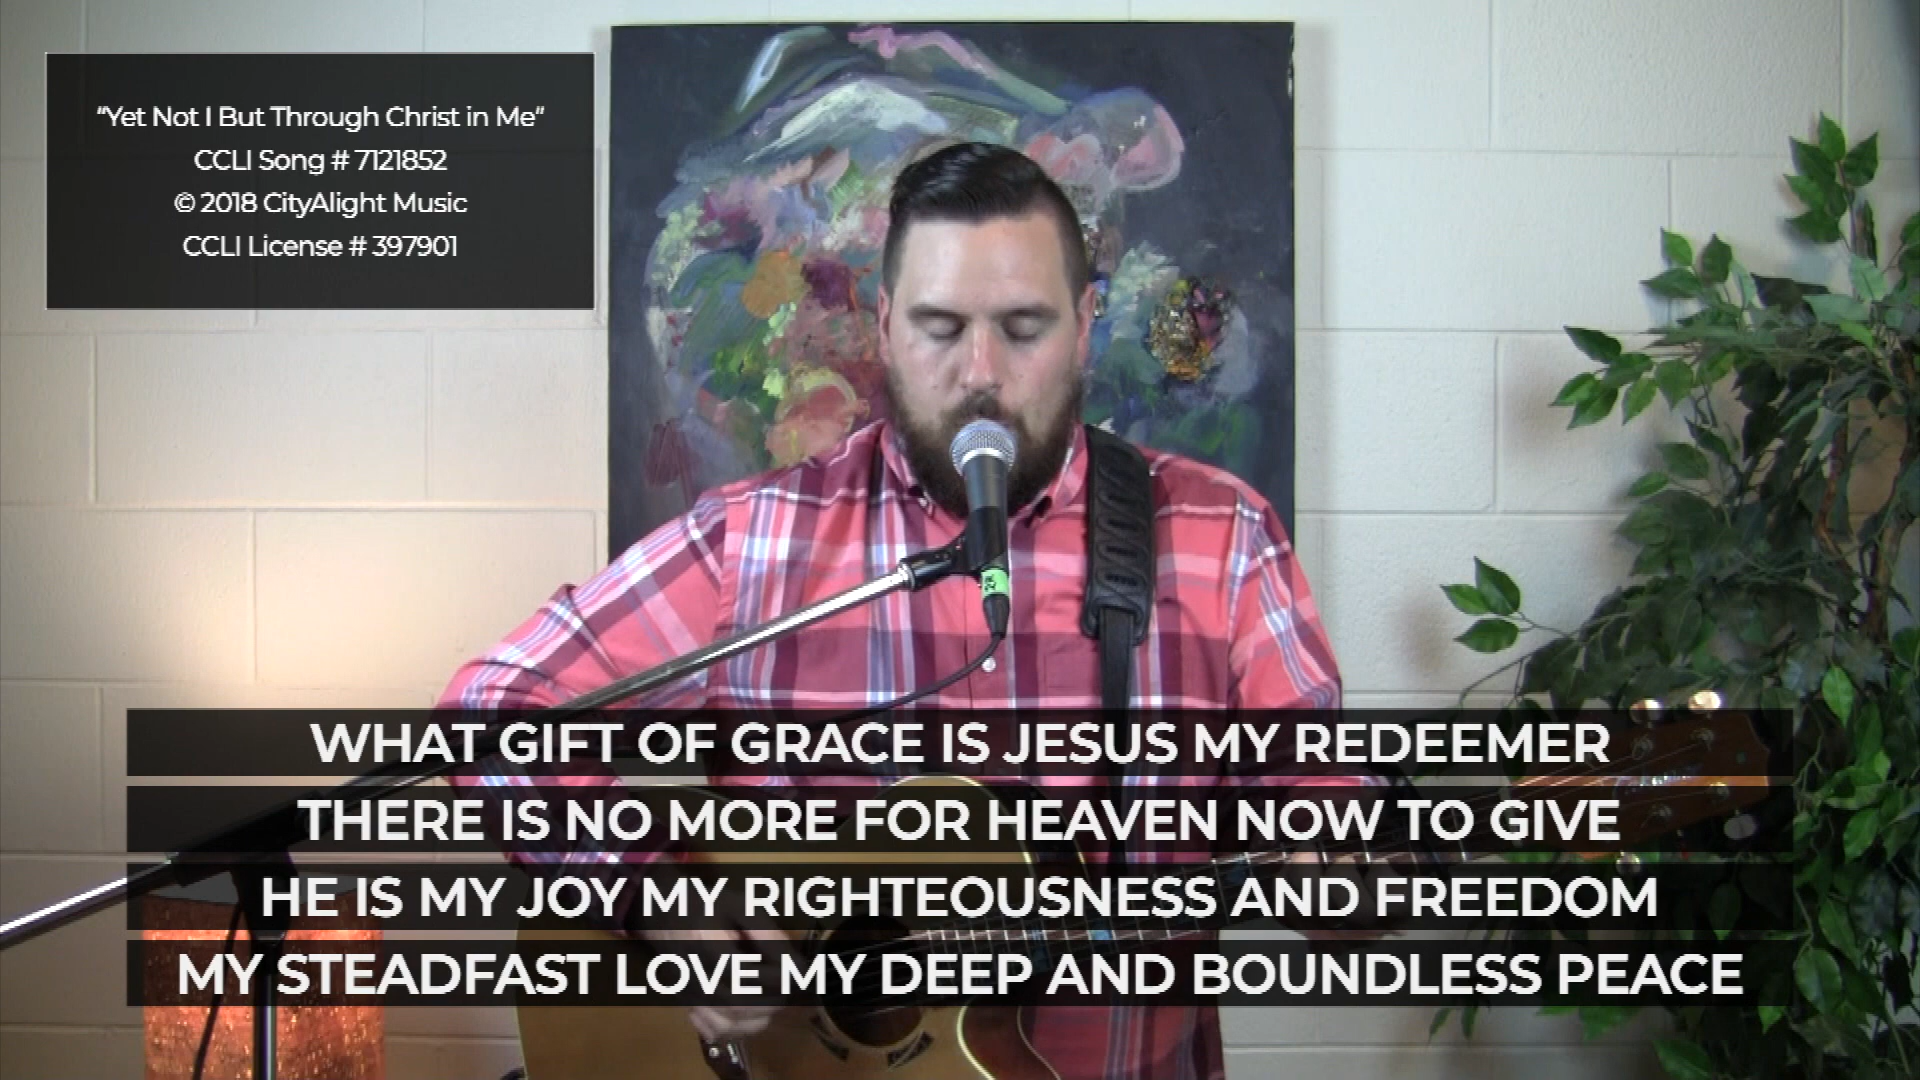 “Yet Not I But Through Christ in Me”
CCLI Song # 7121852
© 2018 CityAlight Music
CCLI License # 397901
WHAT GIFT OF GRACE IS JESUS MY REDEEMER
THERE IS NO MORE FOR HEAVEN NOW TO GIVE
HE IS MY JOY MY RIGHTEOUSNESS AND FREEDOM
MY STEADFAST LOVE MY DEEP AND BOUNDLESS PEACE